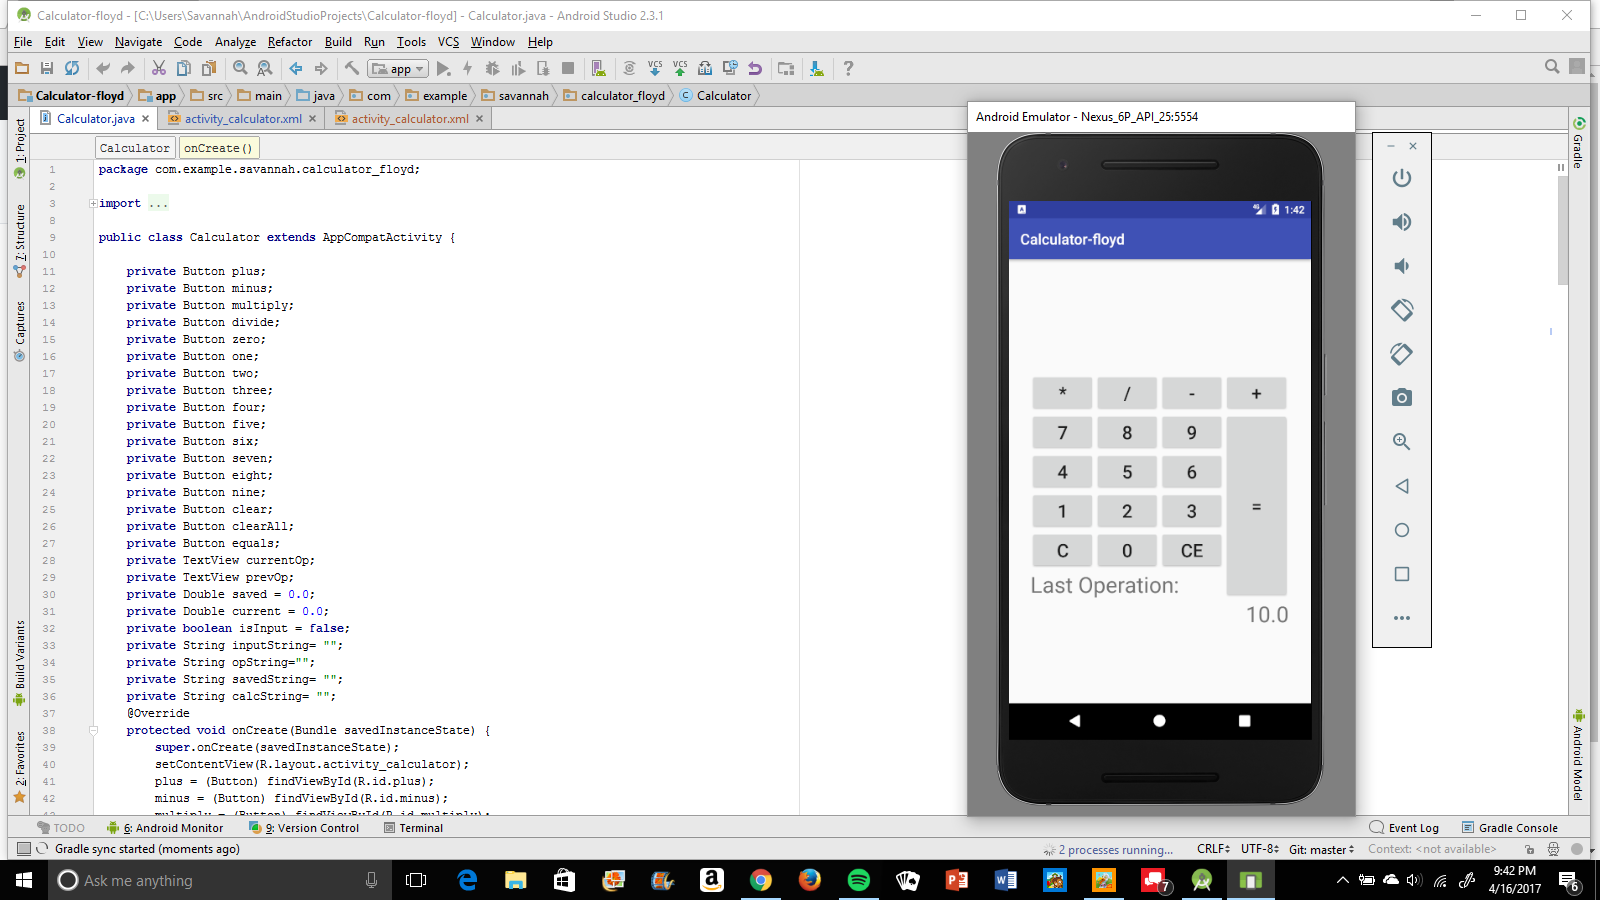 Calculator-floyd - [C:\Users\Savannah\AndroidStudioProjects\Calculator-floyd] - Calculator.java - Android Studio 2.3.1
File Edit View Navigate Code Analyze Refactor Build Run Tools VCS Window Help
app
VCS VCS
Calculator-floyd app src main java com example savannah calculator_floyd Calculator
Calculator.java activity_calculator.xml activity_calculator.xml
Calculator onCreate()
1 package com.example.savannah.calculator_floyd;
2
3 import ...
8
9 public class Calculator extends AppCompatActivity {
10
11 private Button plus;
12 private Button minus;
13 private Button multiply;
14 private Button divide;
15 private Button zero;
16 private Button one;
17 private Button two;
18 private Button three;
19 private Button four;
20 private Button five;
21 private Button six;
22 private Button seven;
23 private Button eight;
24 private Button nine;
25 private Button clear;
26 private Button clearAll;
27 private Button equals;
28 private TextView currentOp;
29 private TextView prevOp;
30 private Double saved = 0.0;
31 private Double current = 0.0;
32 private boolean isInput = false;
33 private String inputString= "";
34 private String opString="";
35 private String savedString= "";
36 private String calcString= "";
37 @Override
38 protected void onCreate(Bundle savedInstanceState) {
39 super.onCreate(savedInstanceState);
40 setContentView(R.layout.activity_calculator);
41 plus = (Button) findViewById(R.id.plus);
42 minus = (Button) findViewById(R.id.minus);
43 multiply = (Button) findViewById(R.id.multiply);
1: Project
7: Structure
Captures
Build Variants
2: Favorites
Android Emulator - Nexus_6P_API_25:5554
4G 1:42
Calculator-floyd
* / - +
7 8 9
4 5 6
1 2 3
=
C 0 CE
Last Operation:
10.0
Gradle
Android Model
TODO 6: Android Monitor 9: Version Control Terminal Event Log Gradle Console
Gradle sync started (moments ago) 2 processes running... CRLF UTF-8 Git: master Context: <not available>
Ask me anything
7
9:42 PM
4/16/2017
6